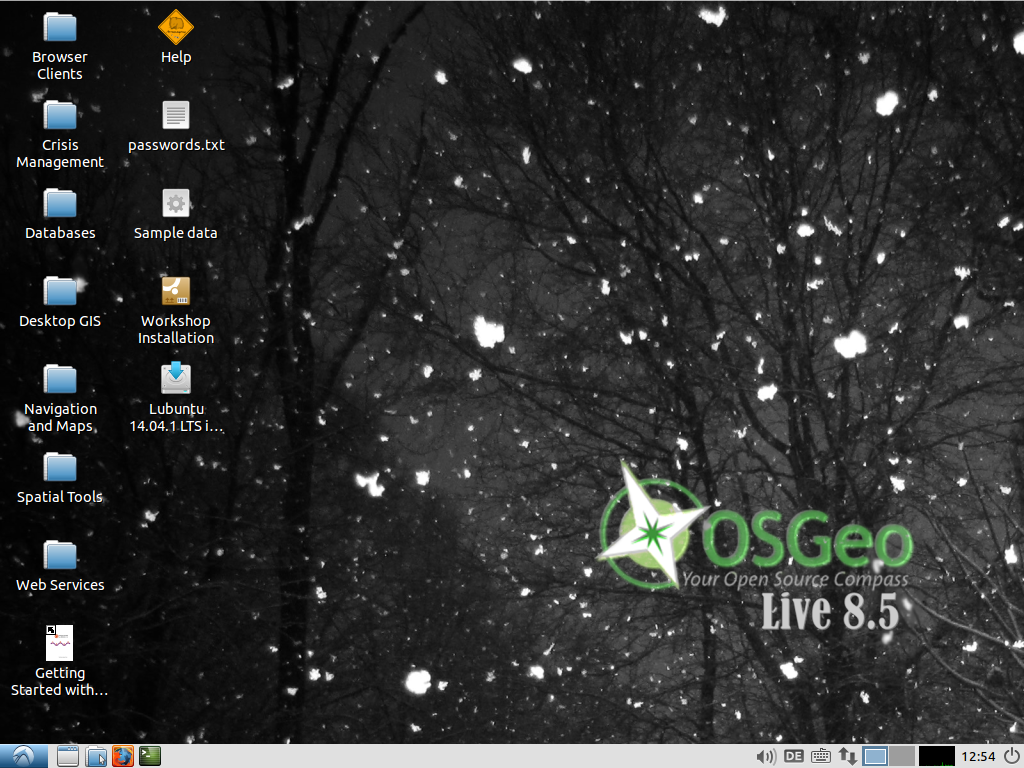 Browser
Clients
Help
Crisis
Management
passwords.txt
Databases
Sample data
Desktop GIS
Workshop
Installation
Navigation
and Maps
Lubuntu
14.04.1 LTS i...
Spatial Tools
Web Services
Getting
Started with...
OSGeo
Your Open Source Compass
Live 8.5
DE
12:54